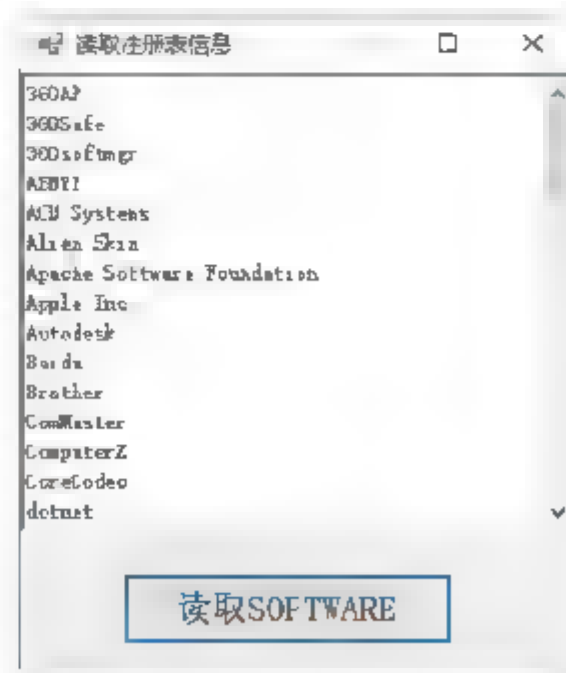 读取注册表信息
360AP
360Safe
360softmgr
ACD Systems
Alien Skin
Apache Software Foundation
Apple Inc
Autodesk
Baidu
Brother
ComMaster
ComputerZ
CoreCodec
dotnet
读取SOFTWARE